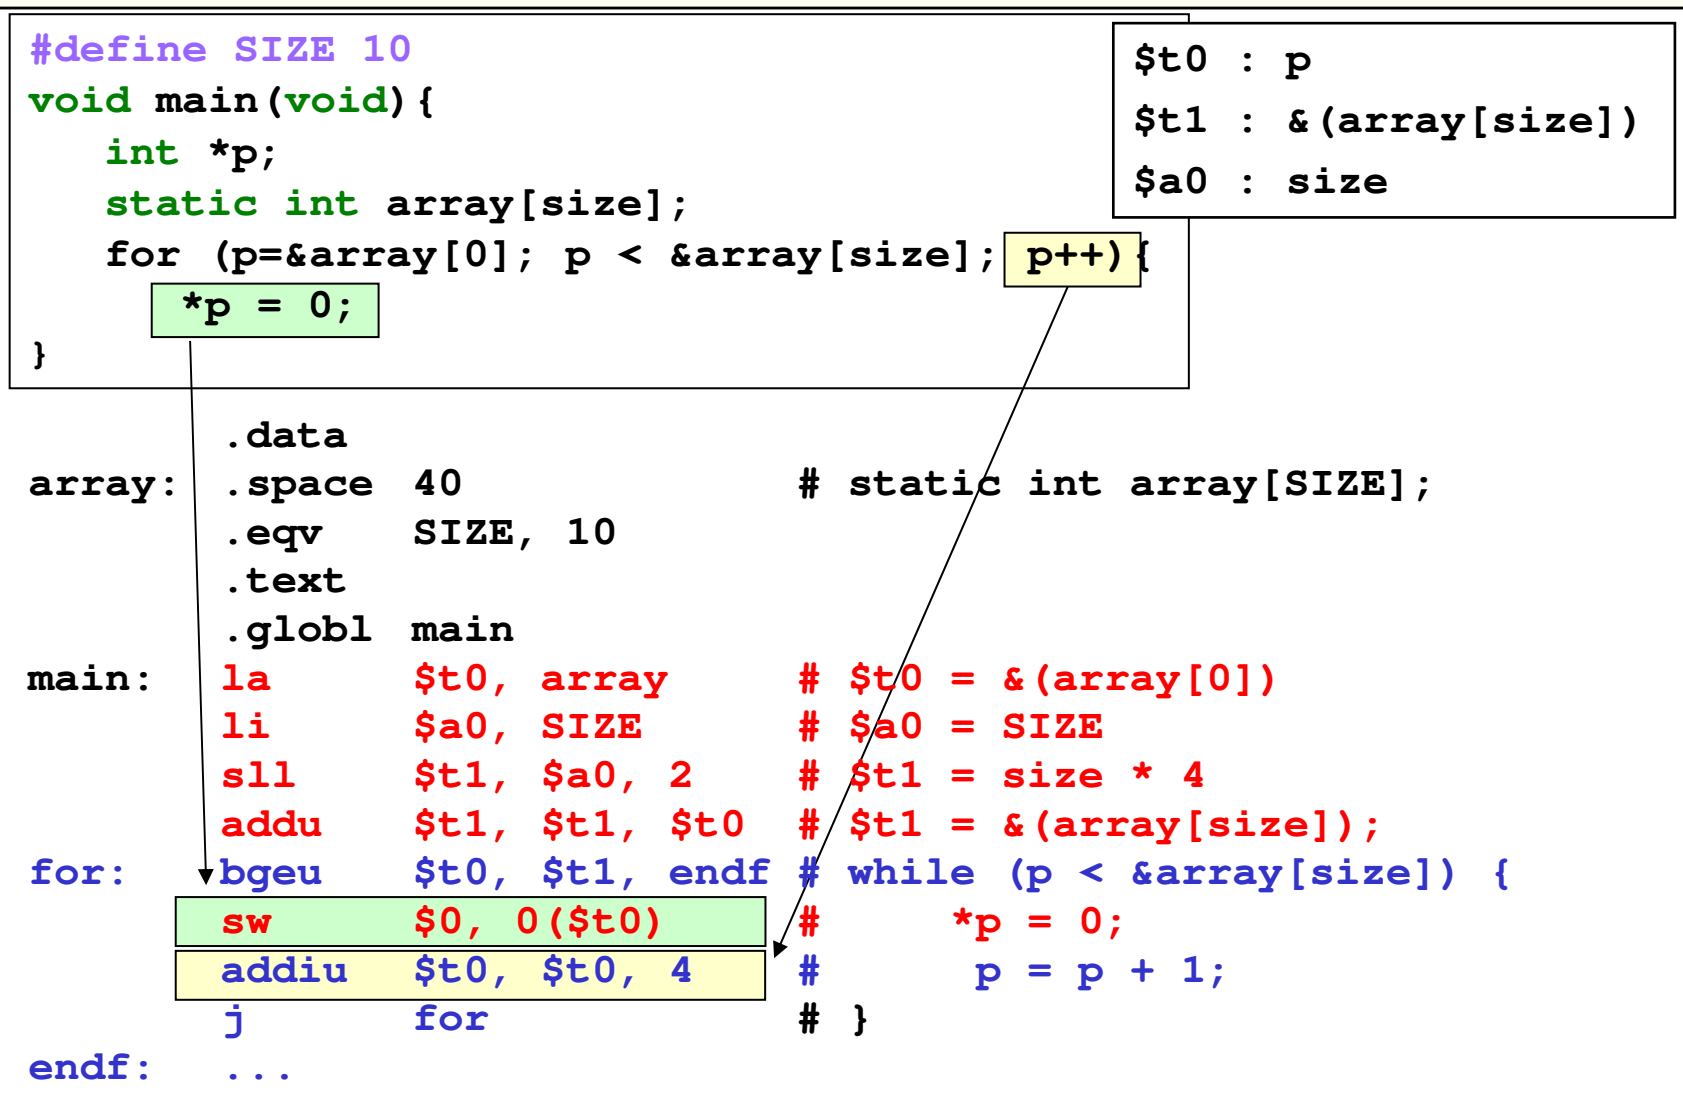 #define SIZE 10
void main(void){
int *p;
static int array[size];
for (p=&array[0]; p < &array[size]; p++){
*p = 0;
}
$t0 : p
$t1 : &(array[size])
$a0 : size
.data
array: .space 40 # static int array[SIZE];
.eqv SIZE, 10
.text
.globl main
main: la $t0, array # $t0 = &(array[0])
li $a0, SIZE # $a0 = SIZE
sll $t1, $a0, 2 # $t1 = size * 4
addu $t1, $t1, $t0 # $t1 = &(array[size]);
for: bgeu $t0, $t1, endf # while (p < &array[size]) {
sw $0, 0($t0) # *p = 0;
addiu $t0, $t0, 4 # p = p + 1;
j for # }
endf: ...